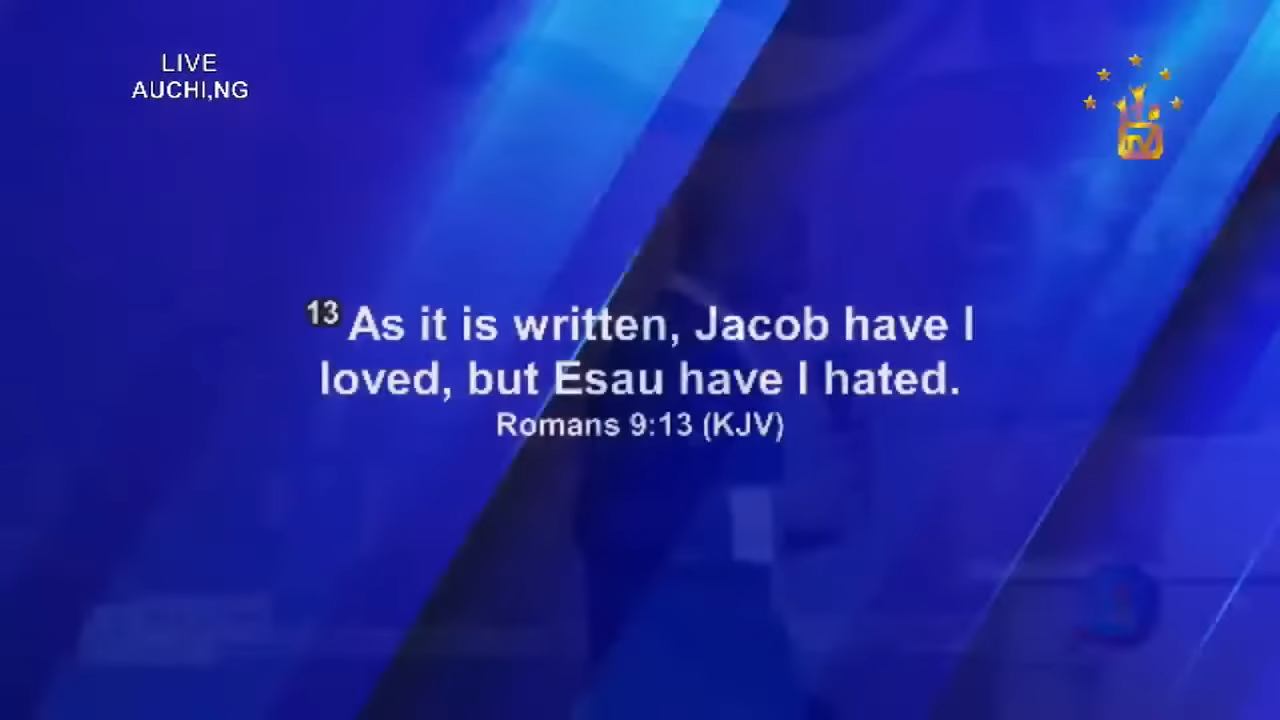 LIVE
AUCHI,NG
TV
13 As it is written, Jacob have I
loved, but Esau have I hated.
Romans 9:13 (KJV)